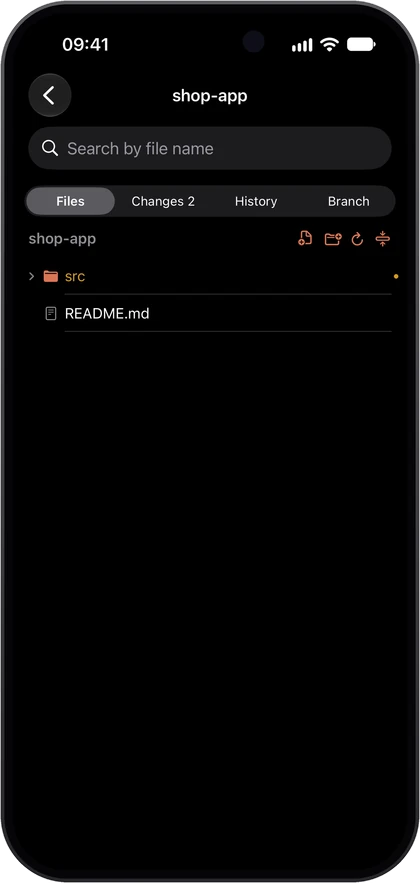 09:41
shop-app
Search by file name
Files Changes 2 History Branch
shop-app
src
README.md